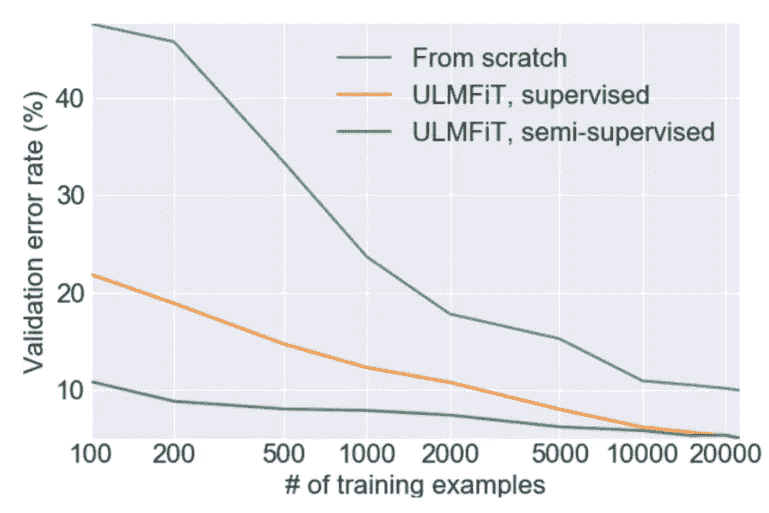 From scratch
ULMFiT, supervised
ULMFiT, semi-supervised
Validation error rate (%)
40
30
20
10
100 200 500 1000 2000 5000 10000 20000
# of training examples